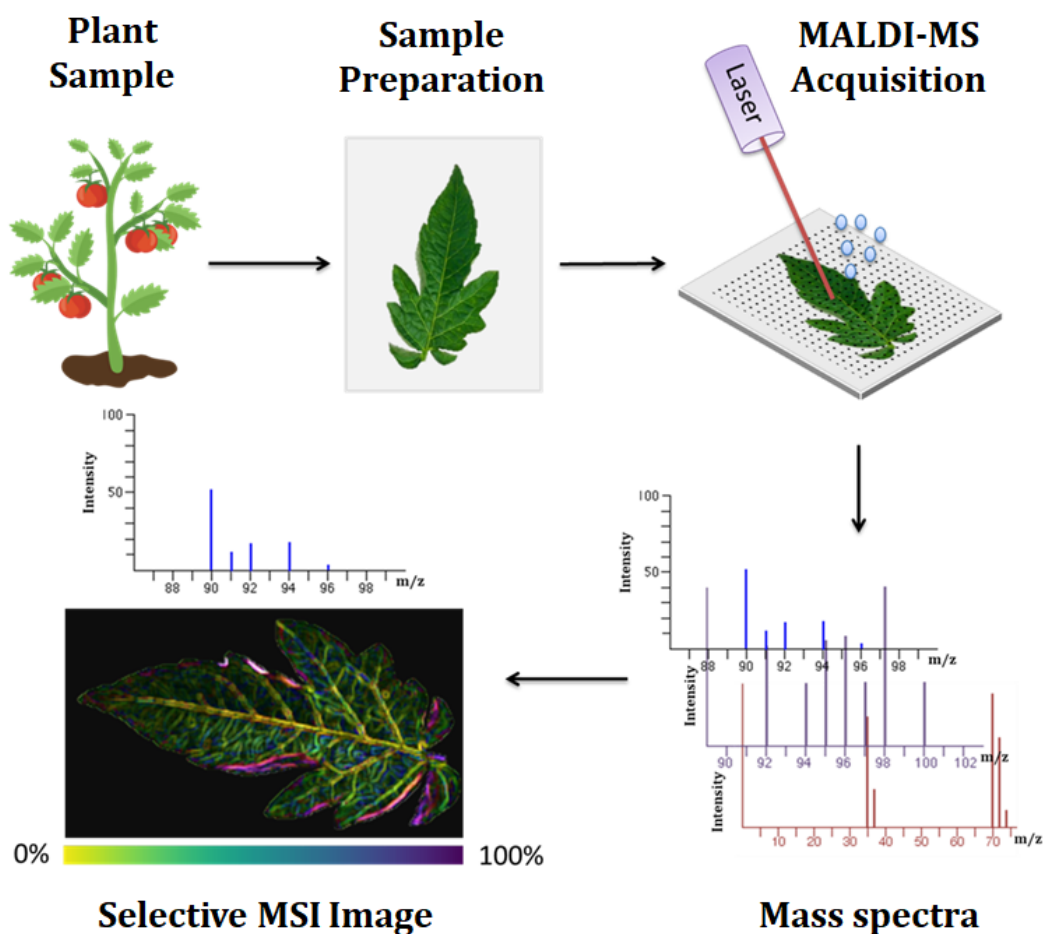 Plant
Sample
Sample
Preparation
MALDI-MS
Acquisition
Laser
100
50
Intensity
88 90 92 94 96 98 m/z
100
50
Intensity
88 90 92 94 96 98 m/z
Intensity
90 92 94 96 98 100 102 m/z
Intensity
10 20 30 40 50 60 70 m/z
0% 100%
Selective MSI Image
Mass spectra